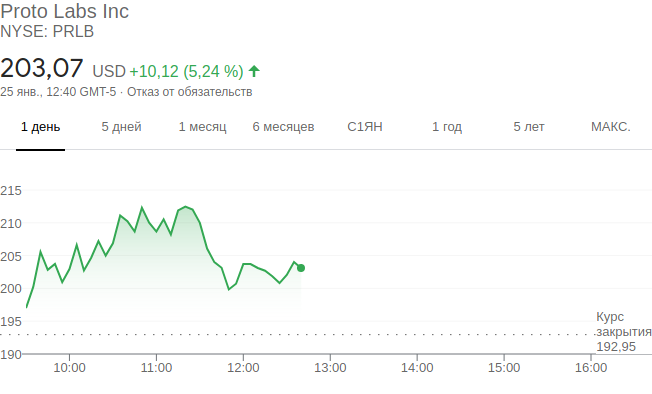 Proto Labs Inc
NYSE: PRLB
203,07 USD +10,12 (5,24 %)
25 янв., 12:40 GMT-5 · Отказ от обязательств
1 день 5 дней 1 месяц 6 месяцев С1ЯН 1 год 5 лет МАКС.
215
210
205
200
195
190
Курс
закрытия
192,95
10:00 11:00 12:00 13:00 14:00 15:00 16:00